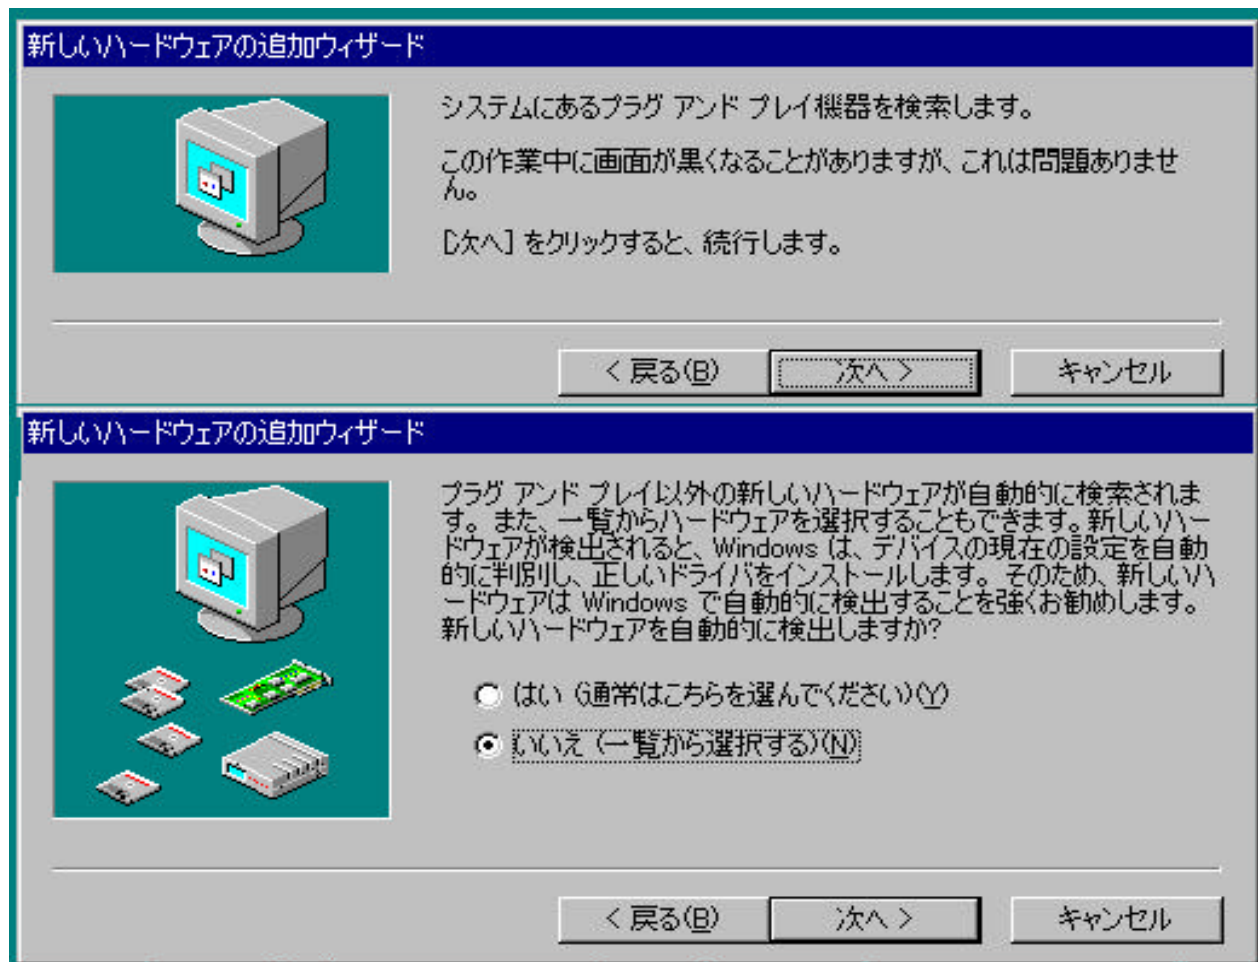 新しいハードウェアの追加ウィザード
システムにあるプラグ アンド プレイ機器を検索します。
この作業中に画面が黒くなることがありますが、これは問題ありませ
ん。
[次へ] をクリックすると、続行します。
< 戻る(B)
次へ >
キャンセル
新しいハードウェアの追加ウィザード
プラグ アンド プレイ以外の新しいハードウェアが自動的に検索されま
す。また、一覧からハードウェアを選択することもできます。新しいハー
ドウェアが検出されると、Windows は、デバイスの現在の設定を自動
的に判別し、正しいドライバをインストールします。そのため、新しいハ
ードウェアは Windows で自動的に検出することを強くお勧めします。
新しいハードウェアを自動的に検出しますか?
はい (通常はこちらを選んでください)(Y)
いいえ (一覧から選択する)(N)
< 戻る(B)
次へ >
キャンセル